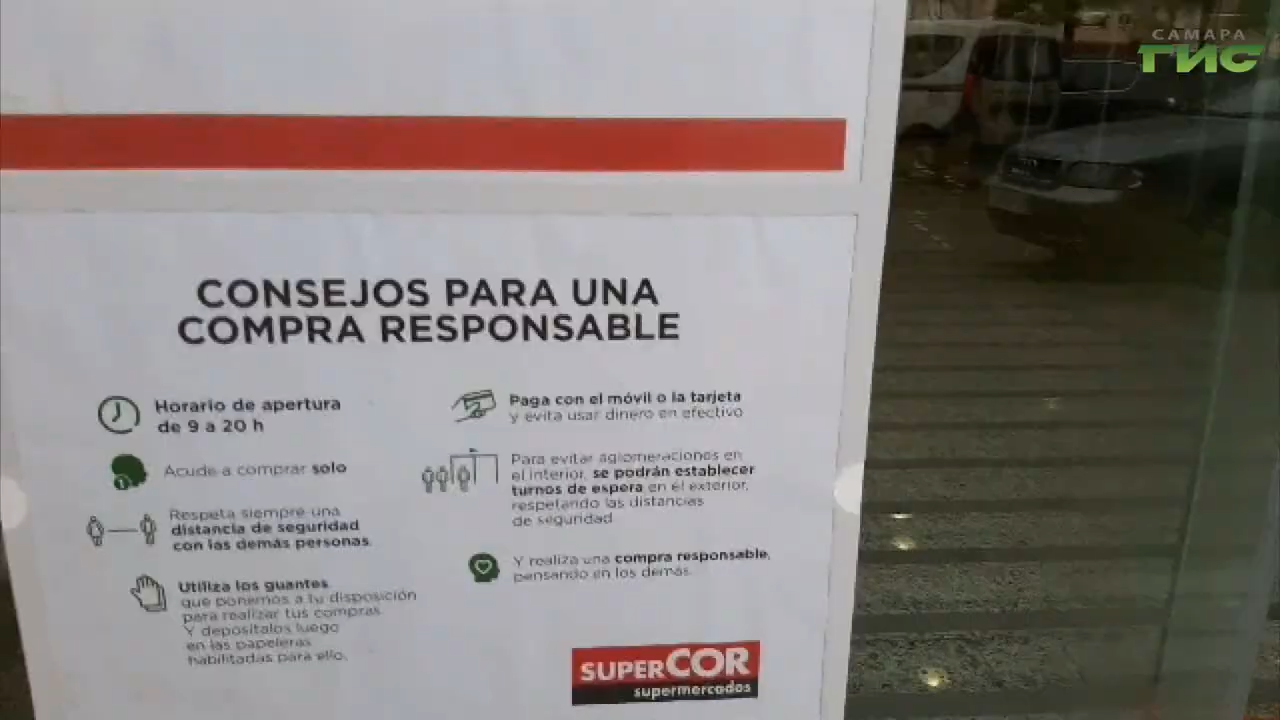 САМАРА
ГИС
CONSEJOS PARA UNA
COMPRA RESPONSABLE
Horario de apertura
de 9 a 20 h
Acude a comprar solo
1
Respeta siempre una
distancia de seguridad
con las demás personas.
Utiliza los guantes
que ponemos a tu disposición
para realizar tus compras.
Y deposítalos luego
en las papeleras
habilitadas para ello.
Paga con el móvil o la tarjeta
y evita usar dinero en efectivo
Para evitar aglomeraciones en
el interior, se podrán establecer
turnos de espera en el exterior,
respetando las distancias
de seguridad
Y realiza una compra responsable,
pensando en los demás.
SUPERCOR
supermercados